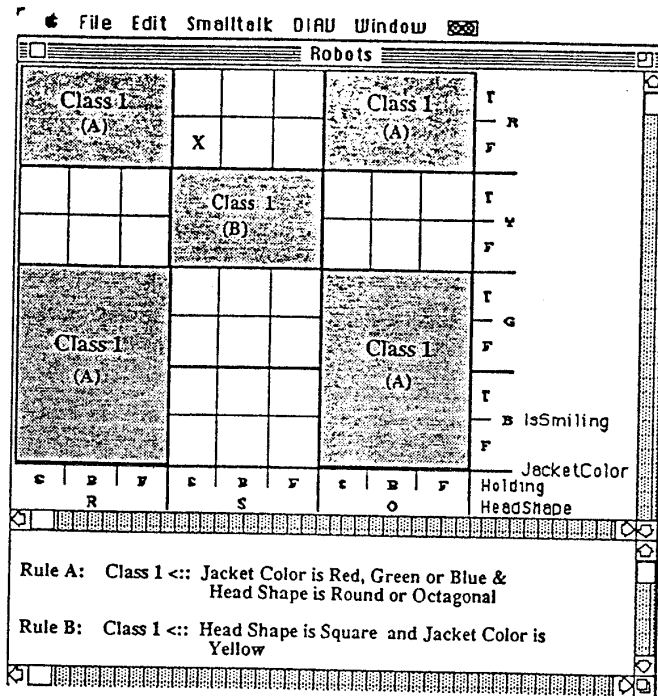 File Edit Smalltalk DIAV Window
Robots
Class 1 Class 1 T
(A) (A) R
X F
Class 1 T
(B) Y
F
T
G
Class 1 Class 1 F
(A) (A) T
B IsSmiling
F
JacketColor
S B F S B F S B F Holding
R S O HeadShape
Rule A: Class 1 <:: Jacket Color is Red, Green or Blue &
Head Shape is Round or Octagonal
Rule B: Class 1 <:: Head Shape is Square and Jacket Color is
Yellow